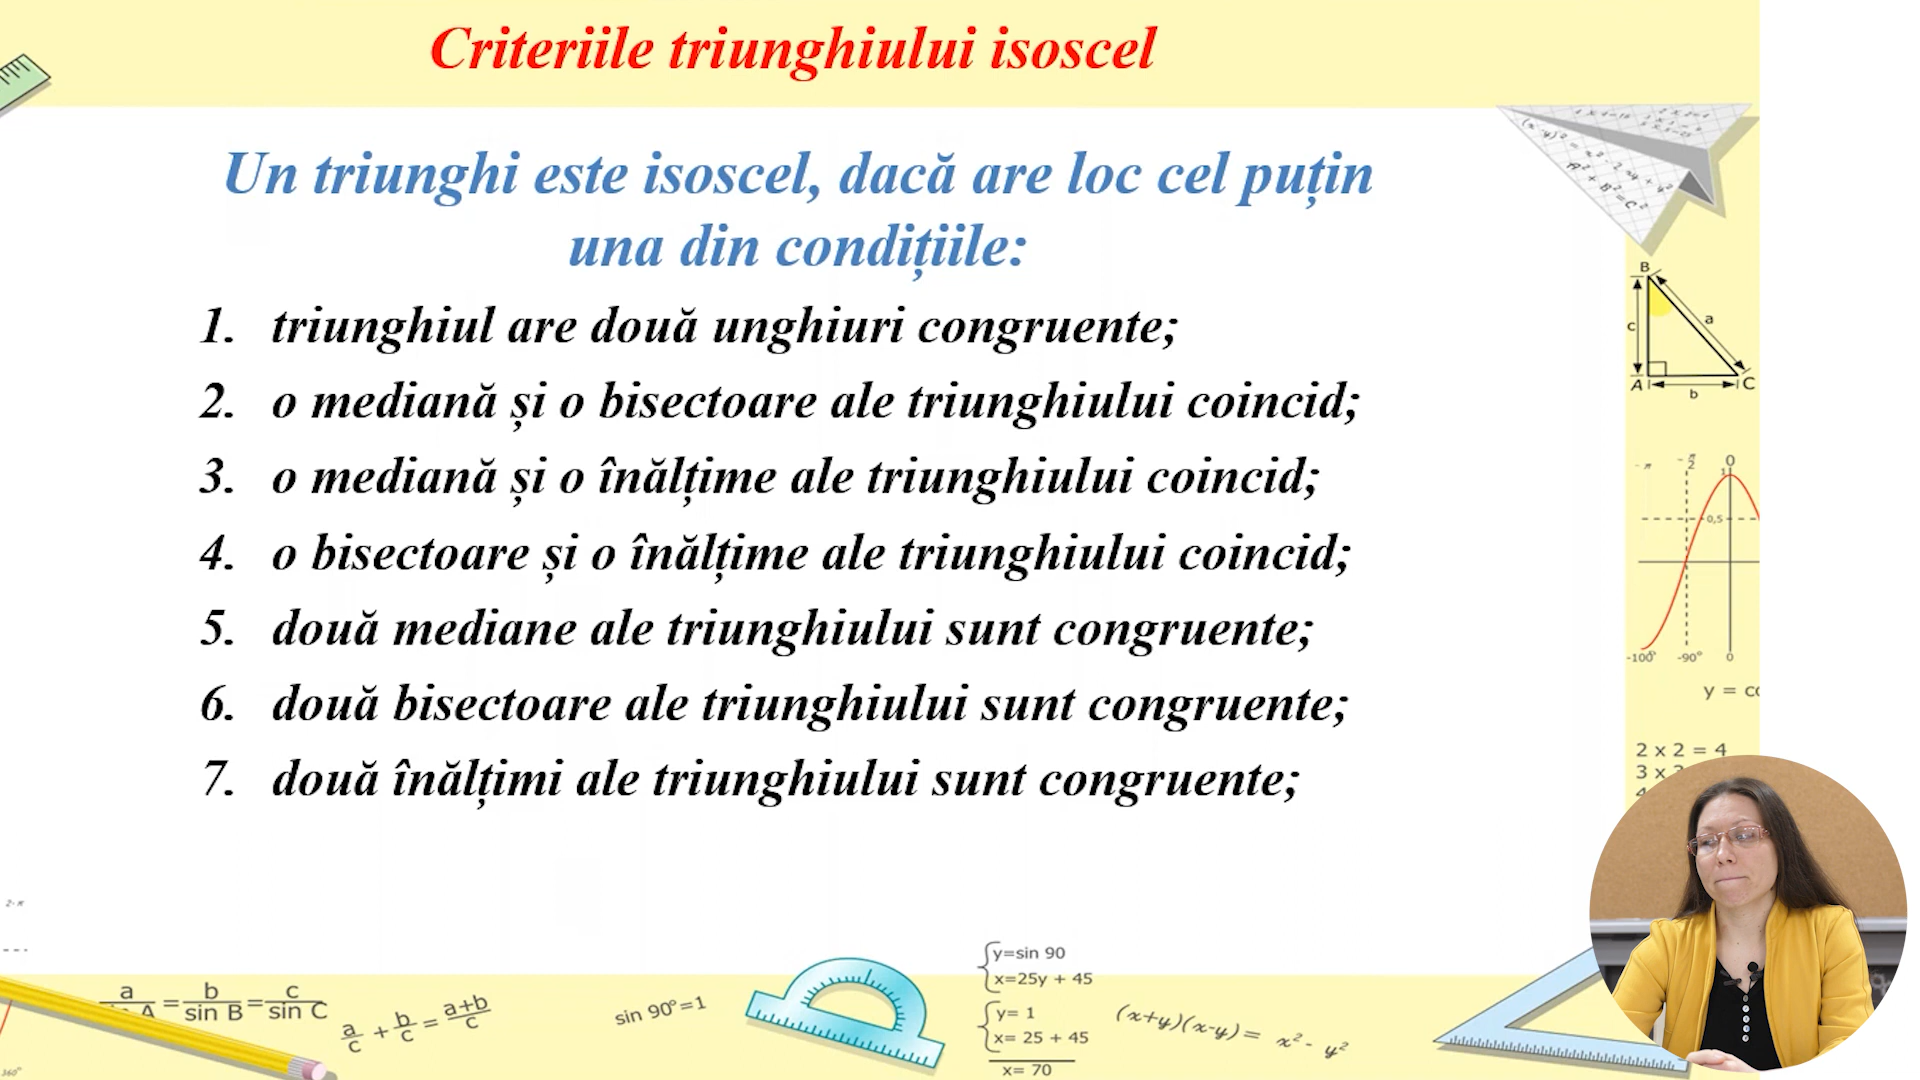 Criteriile triunghiului isoscel
Un triunghi este isoscel, dacă are loc cel puțin
una din condițiile:
1. triunghiul are două unghiuri congruente;
2. o mediană și o bisectoare ale triunghiului coincid;
3. o mediană și o înălțime ale triunghiului coincid;
4. o bisectoare și o înălțime ale triunghiului coincid;
5. două mediane ale triunghiului sunt congruente;
6. două bisectoare ale triunghiului sunt congruente;
7. două înălțimi ale triunghiului sunt congruente;
B
c
a
A
b
C
0
1
0,5
-100° -90° 0
2 x 2 = 4
3 x
2-π
360°
a b c
= =
A sin B sin C
a/c + b/c = a+b/c
sin 90°=1
y=sin 90
x=25y + 45
y= 1
x= 25 + 45
x= 70
(x+y)(x-y)= x²- y²